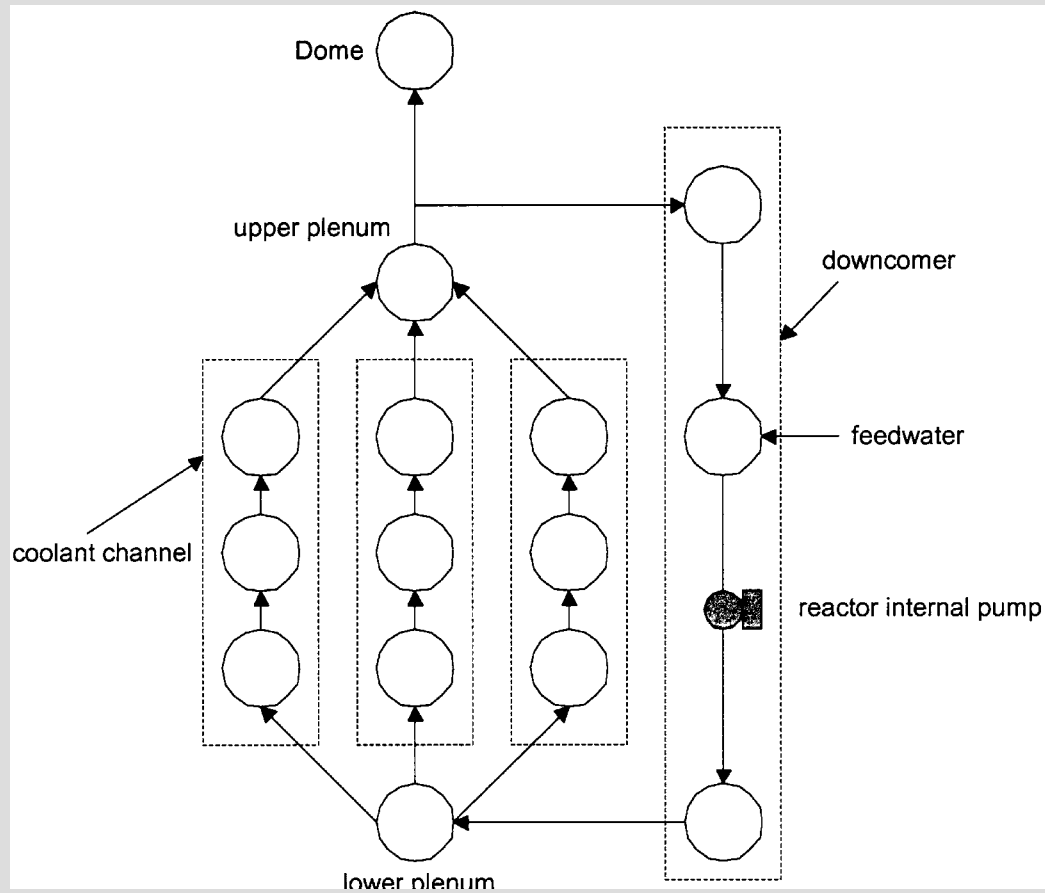 Dome
upper plenum
downcomer
feedwater
coolant channel
reactor internal pump
lower plenum